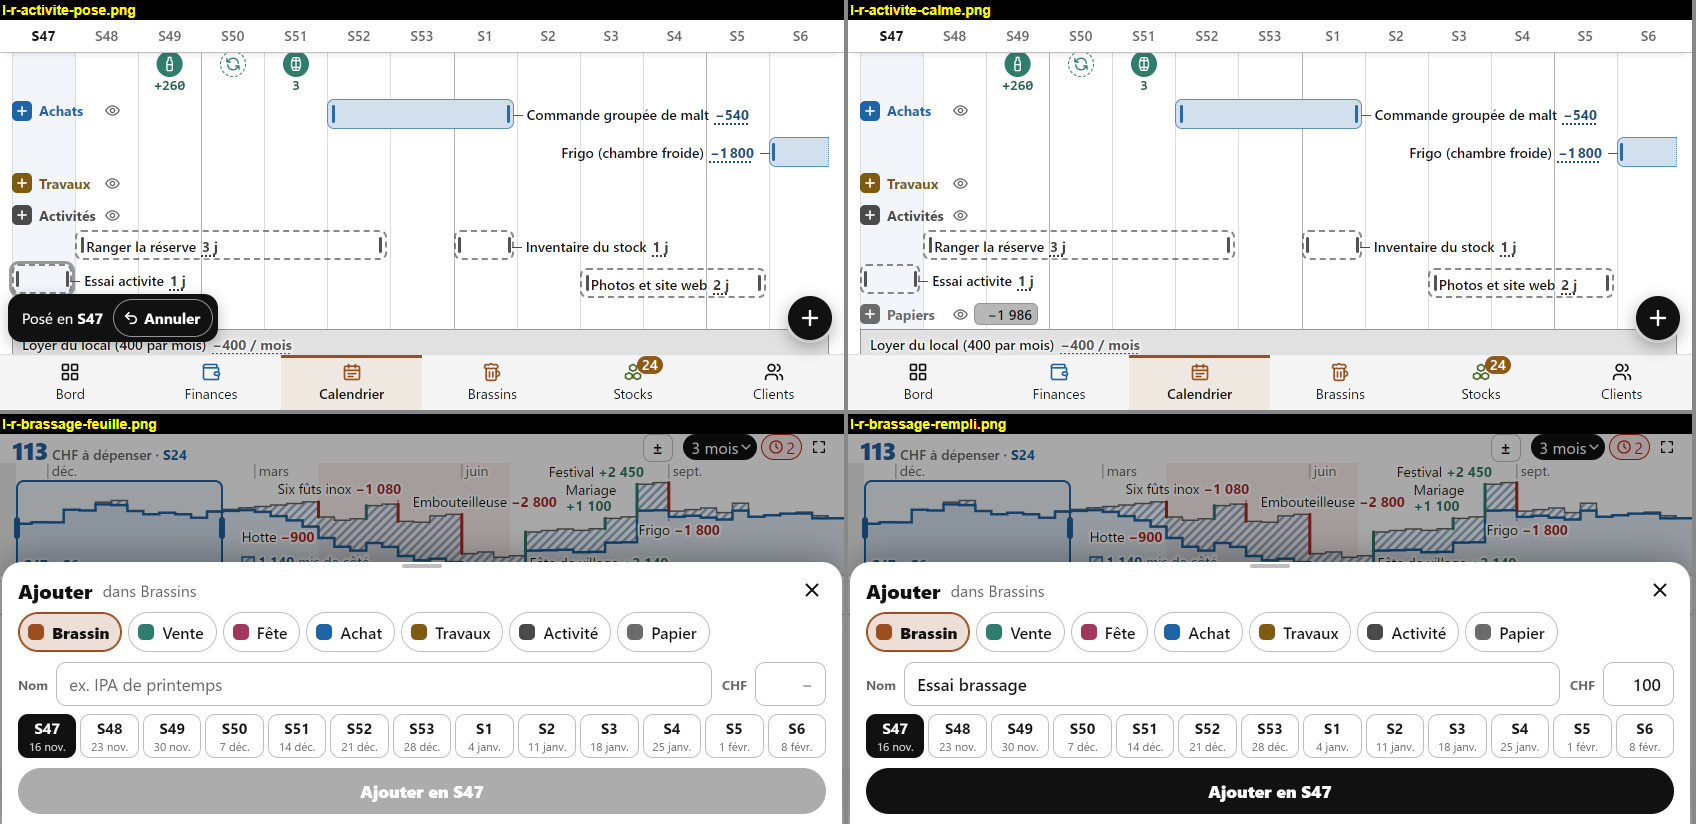 l-r-activite-pose.png
S47 S48 S49 S50 S51 S52 S53 S1 S2 S3 S4 S5 S6
+260 3
Achats
Commande groupée de malt −540
Frigo (chambre froide) −1 800
Travaux
Activités
Ranger la réserve 3 j
Inventaire du stock 1 j
Essai activite 1 j
Photos et site web 2 j
Posé en S47 Annuler
Loyer du local (400 par mois) −400 / mois
24
Bord Finances Calendrier Brassins Stocks Clients
l-r-activite-calme.png
S47 S48 S49 S50 S51 S52 S53 S1 S2 S3 S4 S5 S6
+260 3
Achats
Commande groupée de malt −540
Frigo (chambre froide) −1 800
Travaux
Activités
Ranger la réserve 3 j
Inventaire du stock 1 j
Essai activite 1 j
Photos et site web 2 j
Papiers −1 986
Loyer du local (400 par mois) −400 / mois
24
Bord Finances Calendrier Brassins Stocks Clients
l-r-brassage-feuille.png
113 CHF à dépenser · S24
± 3 mois 2
déc. mars juin sept.
Festival +2 450
Six fûts inox −1 080
Mariage
+1 100
Embouteilleuse −2 800
Hotte −900
Frigo −1 800
Ajouter dans Brassins
Brassin Vente Fête Achat Travaux Activité Papier
Nom ex. IPA de printemps CHF –
S47 S48 S49 S50 S51 S52 S53 S1 S2 S3 S4 S5 S6
16 nov. 23 nov. 30 nov. 7 déc. 14 déc. 21 déc. 28 déc. 4 janv. 11 janv. 18 janv. 25 janv. 1 févr. 8 févr.
Ajouter en S47
l-r-brassage-rempli.png
113 CHF à dépenser · S24
± 3 mois 2
déc. mars juin sept.
Festival +2 450
Six fûts inox −1 080
Mariage
+1 100
Embouteilleuse −2 800
Hotte −900
Frigo −1 800
Ajouter dans Brassins
Brassin Vente Fête Achat Travaux Activité Papier
Nom Essai brassage CHF 100
S47 S48 S49 S50 S51 S52 S53 S1 S2 S3 S4 S5 S6
16 nov. 23 nov. 30 nov. 7 déc. 14 déc. 21 déc. 28 déc. 4 janv. 11 janv. 18 janv. 25 janv. 1 févr. 8 févr.
Ajouter en S47